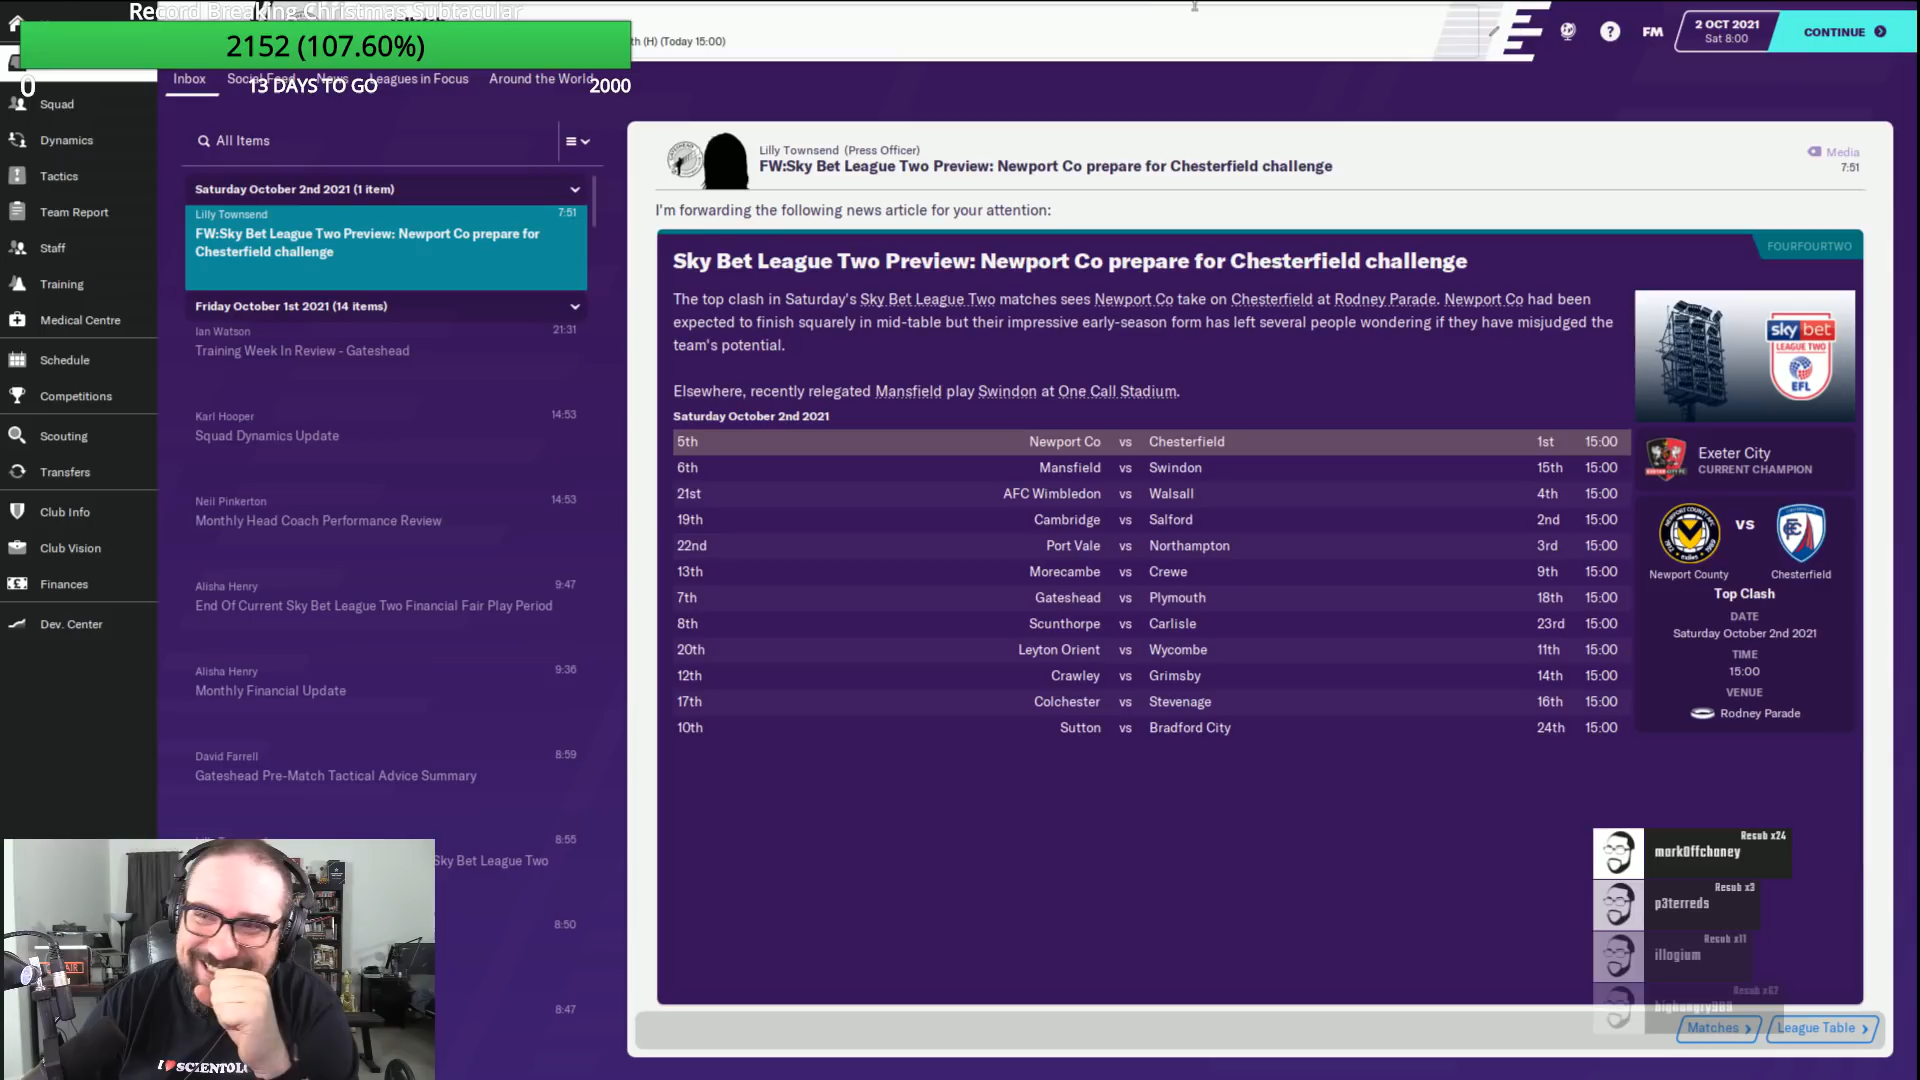 Record Breaking Christmas Subtacular
2152 (107.60%)
0
13 DAYS TO GO
2000
th (H) (Today 15:00)
FM
2 OCT 2021
Sat 8:00
CONTINUE
Inbox
Social Feed
News
Leagues in Focus
Around the World
Squad
Dynamics
Tactics
Team Report
Staff
Training
Medical Centre
Schedule
Competitions
Scouting
Transfers
Club Info
Club Vision
Finances
Dev. Center
All Items
Saturday October 2nd 2021 (1 item)
Lilly Townsend 7:51
FW:Sky Bet League Two Preview: Newport Co prepare for
Chesterfield challenge
Friday October 1st 2021 (14 items)
Ian Watson 21:31
Training Week In Review - Gateshead
Karl Hooper 14:53
Squad Dynamics Update
Neil Pinkerton 14:53
Monthly Head Coach Performance Review
Alisha Henry 9:47
End Of Current Sky Bet League Two Financial Fair Play Period
Alisha Henry 9:36
Monthly Financial Update
David Farrell 8:59
Gateshead Pre-Match Tactical Advice Summary
8:55
Sky Bet League Two
8:50
8:47
Lilly Townsend (Press Officer)
FW:Sky Bet League Two Preview: Newport Co prepare for Chesterfield challenge
Media
7:51
I'm forwarding the following news article for your attention:
FOURFOURTWO
Sky Bet League Two Preview: Newport Co prepare for Chesterfield challenge
The top clash in Saturday's Sky Bet League Two matches sees Newport Co take on Chesterfield at Rodney Parade. Newport Co had been
expected to finish squarely in mid-table but their impressive early-season form has left several people wondering if they have misjudged the
team's potential.
Elsewhere, recently relegated Mansfield play Swindon at One Call Stadium.
Saturday October 2nd 2021
5th Newport Co vs Chesterfield 1st 15:00
6th Mansfield vs Swindon 15th 15:00
21st AFC Wimbledon vs Walsall 4th 15:00
19th Cambridge vs Salford 2nd 15:00
22nd Port Vale vs Northampton 3rd 15:00
13th Morecambe vs Crewe 9th 15:00
7th Gateshead vs Plymouth 18th 15:00
8th Scunthorpe vs Carlisle 23rd 15:00
20th Leyton Orient vs Wycombe 11th 15:00
12th Crawley vs Grimsby 14th 15:00
17th Colchester vs Stevenage 16th 15:00
10th Sutton vs Bradford City 24th 15:00
sky bet
LEAGUE TWO
EFL
Exeter City
CURRENT CHAMPION
VS
Newport County
Chesterfield
Top Clash
DATE
Saturday October 2nd 2021
TIME
15:00
VENUE
Rodney Parade
Resub x24
mark0ffchaney
Resub x3
p3terreds
Resub x11
illogium
Resub x62
Matches
League Table
I ❤ SCIENTOL